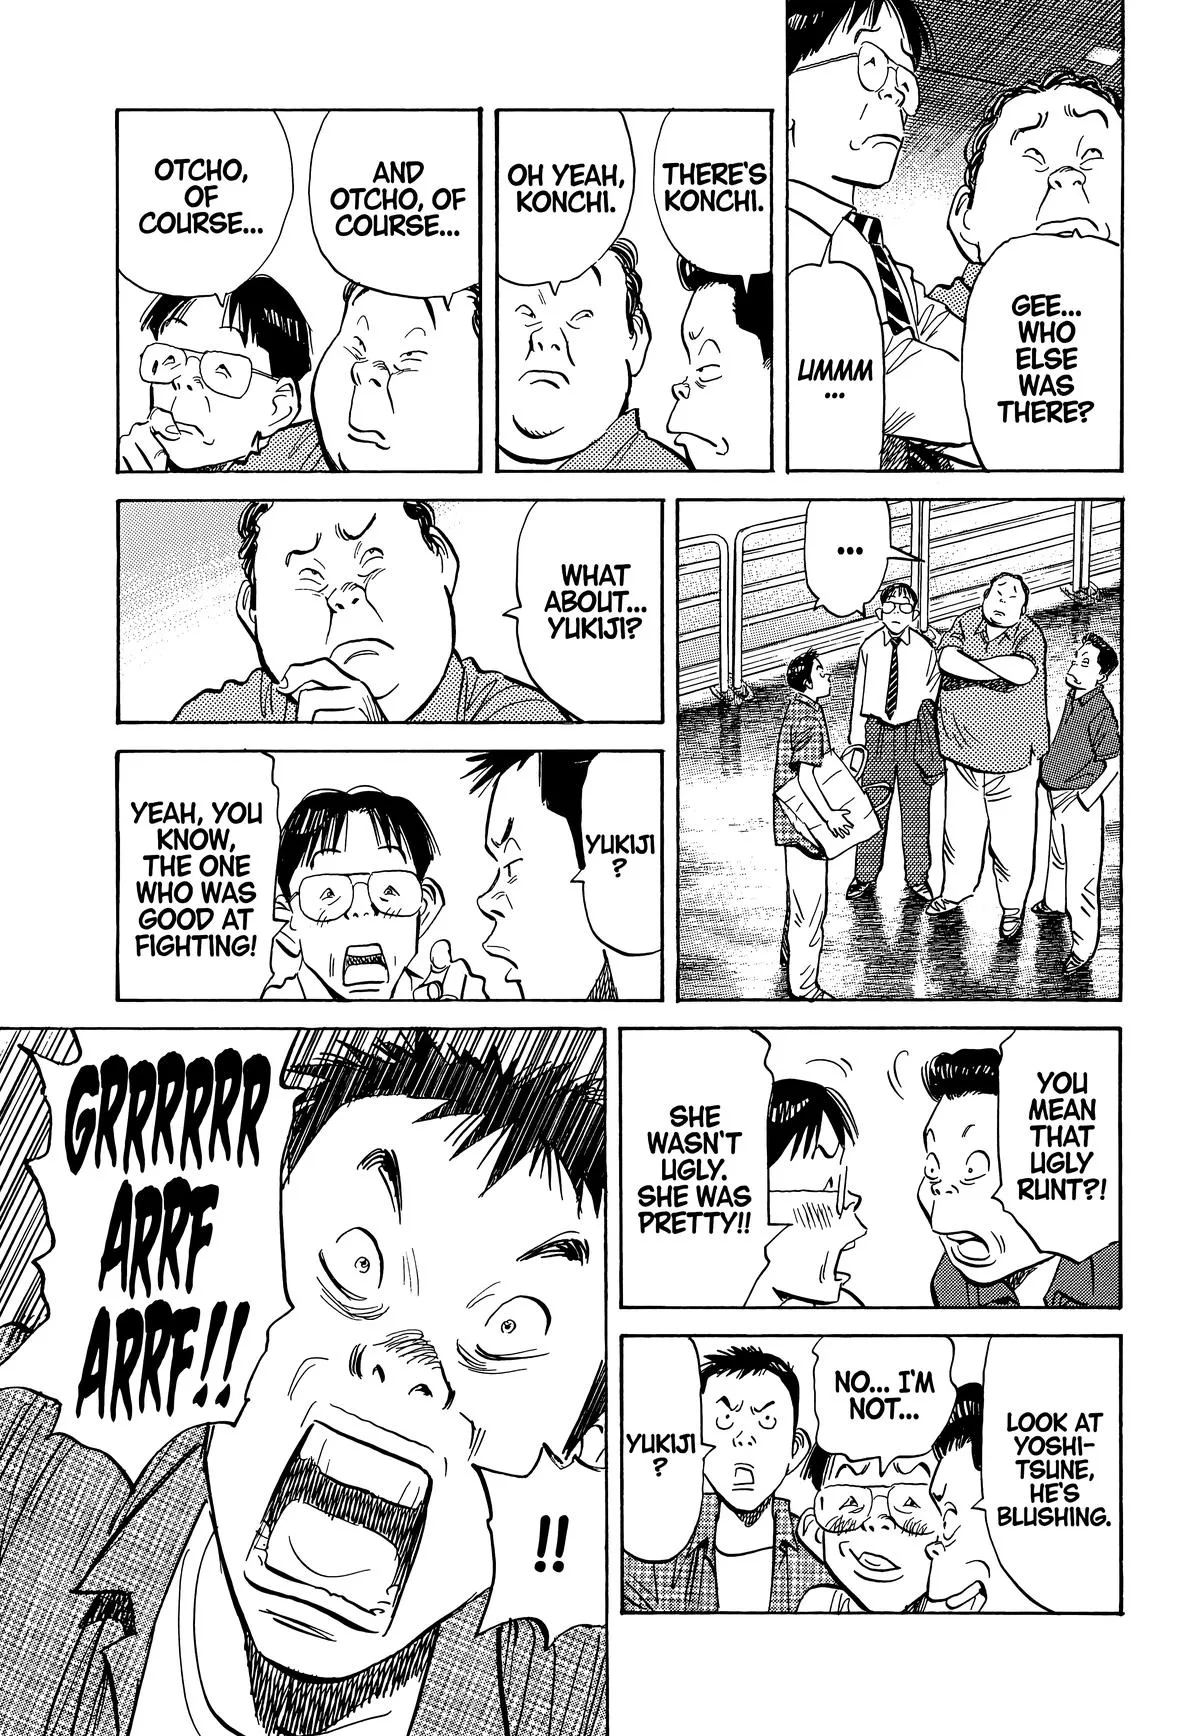 GEE...
WHO
ELSE
WAS
THERE?
UMMM
...
THERE'S
KONCHI.
OH YEAH,
KONCHI.
AND
OTCHO, OF
COURSE...
OTCHO,
OF
COURSE...
...
WHAT
ABOUT...
YUKIJI?
YUKIJI
?
YEAH, YOU
KNOW,
THE ONE
WHO WAS
GOOD AT
FIGHTING!
YOU
MEAN
THAT
UGLY
RUNT?!
SHE
WASN'T
UGLY.
SHE WAS
PRETTY!!
LOOK AT
YOSHI-
TSUNE,
HE'S
BLUSHING.
NO... I'M
NOT...
YUKIJI
?
!!
GRRRRRR
ARRF
ARRF!!